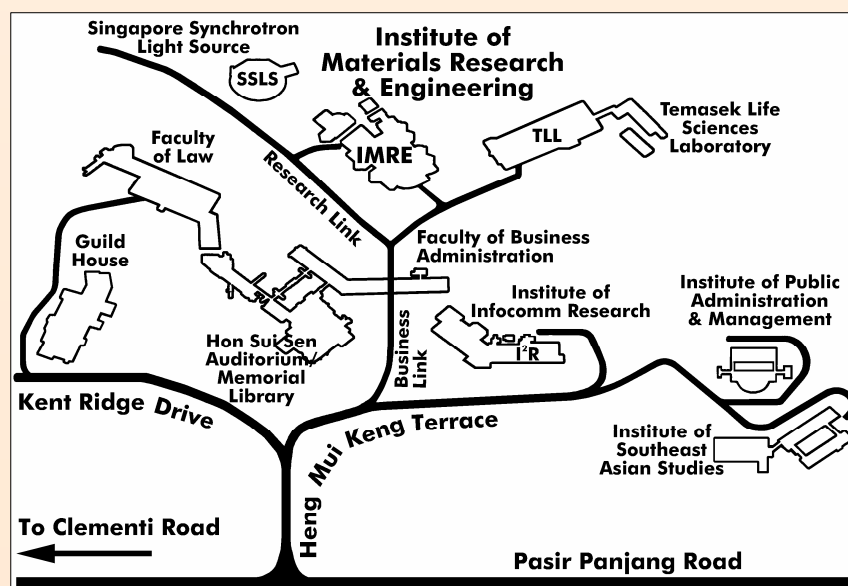 Singapore Synchrotron
Light Source
SSLS
Institute of
Materials Research
& Engineering
IMRE
TLL
Temasek Life
Sciences
Laboratory
Faculty
of Law
Research Link
Guild
House
Faculty of Business
Administration
Institute of
Infocomm Research
I²R
Institute of Public
Administration
& Management
Hon Sui Sen
Auditorium/
Memorial
Library
Business
Link
Kent Ridge Drive
Heng Mui Keng Terrace
Institute of
Southeast
Asian Studies
To Clementi Road
Pasir Panjang Road